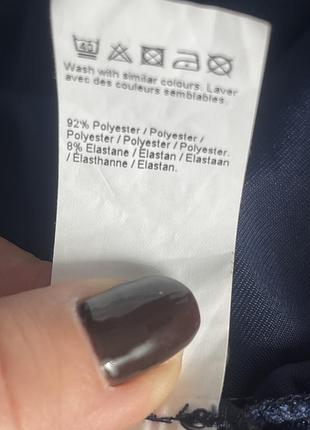 40
Wash with similar colours. Laver
avec des couleurs semblables.
92% Polyester / Polyester /
Polyester / Polyester / Polyester.
8% Elastane / Elastan / Elastaan
/ Élasthanne / Elastan.